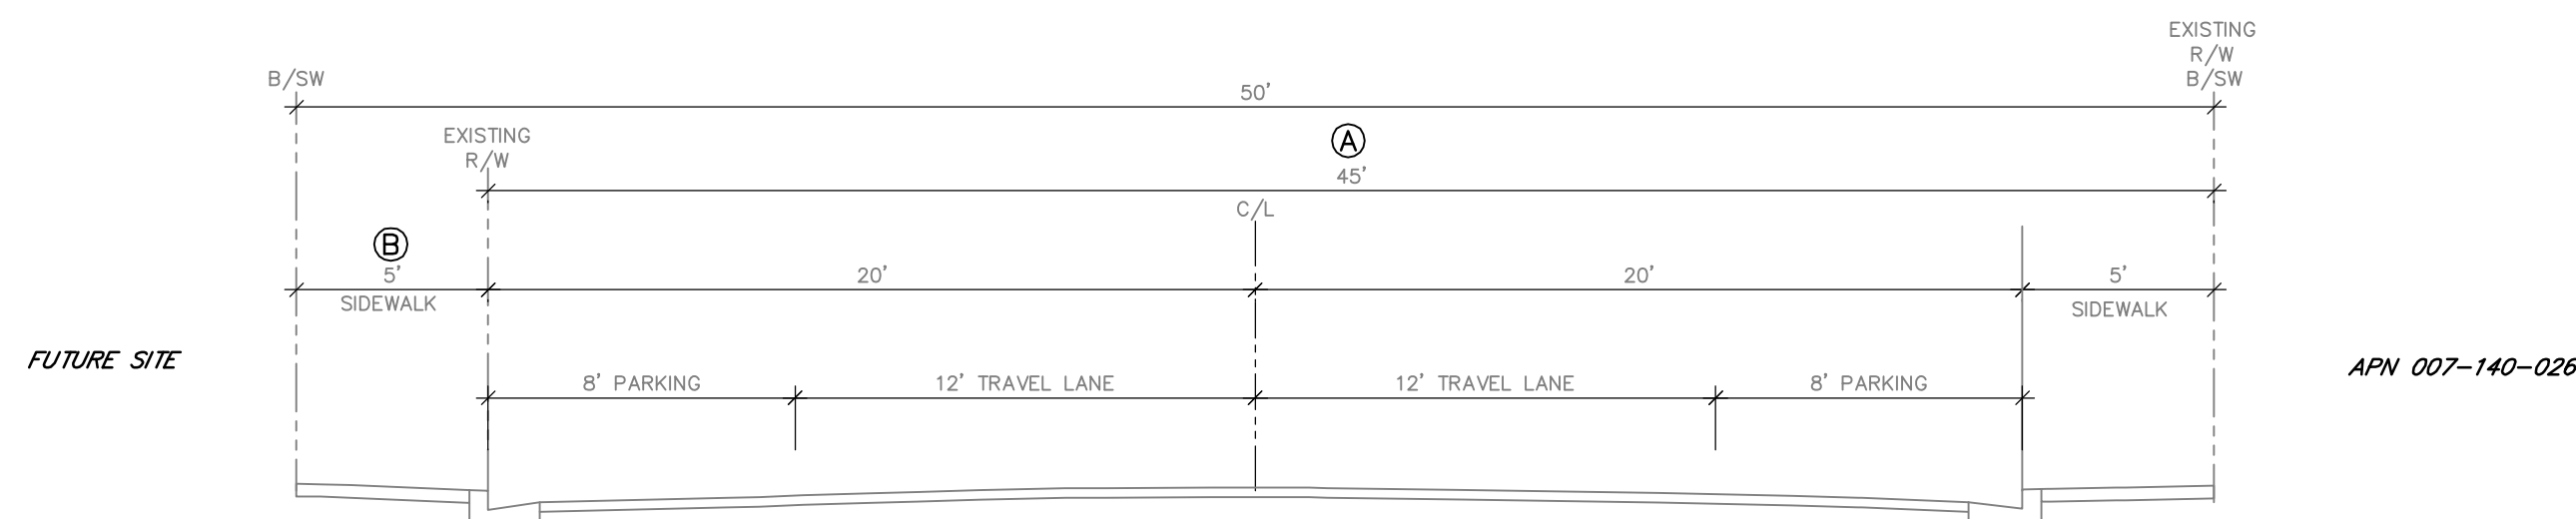 EXISTING
R/W
B/SW
B/SW
50'
EXISTING
R/W
A
45'
C/L
B
5'
SIDEWALK
20'
20'
5'
SIDEWALK
FUTURE SITE
8' PARKING
12' TRAVEL LANE
12' TRAVEL LANE
8' PARKING
APN 007-140-026